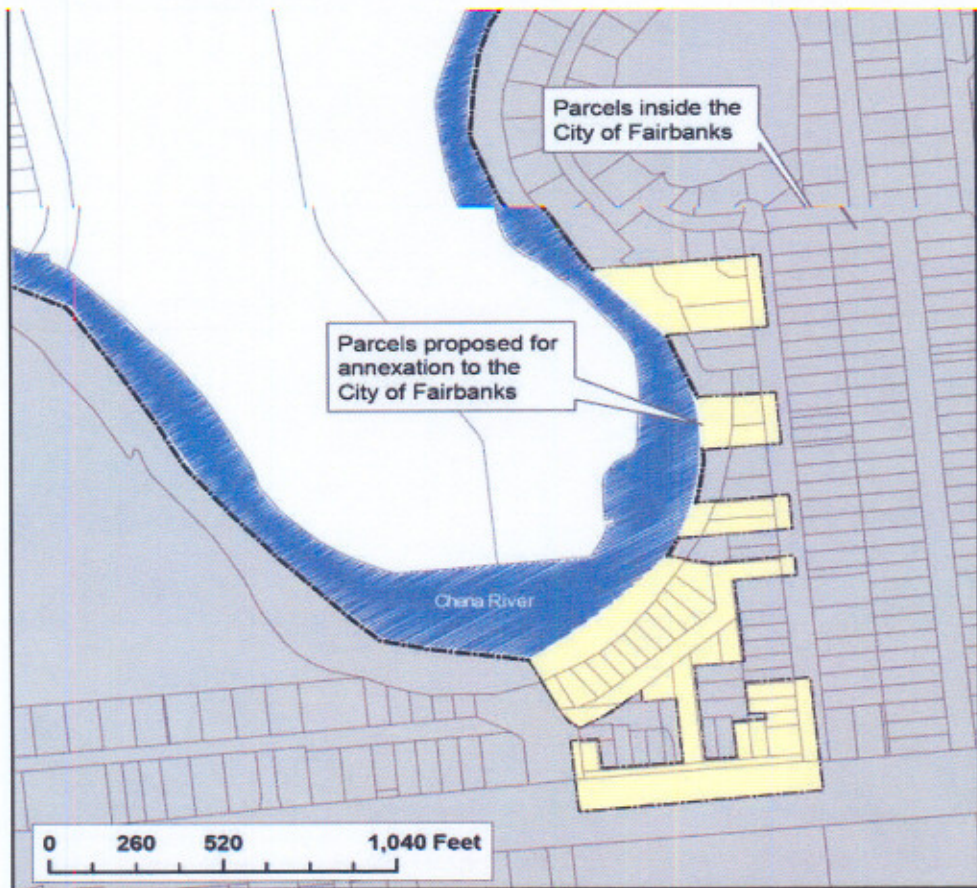 Parcels inside the
City of Fairbanks
Parcels proposed for
annexation to the
City of Fairbanks
Chena River
0 260 520 1,040 Feet